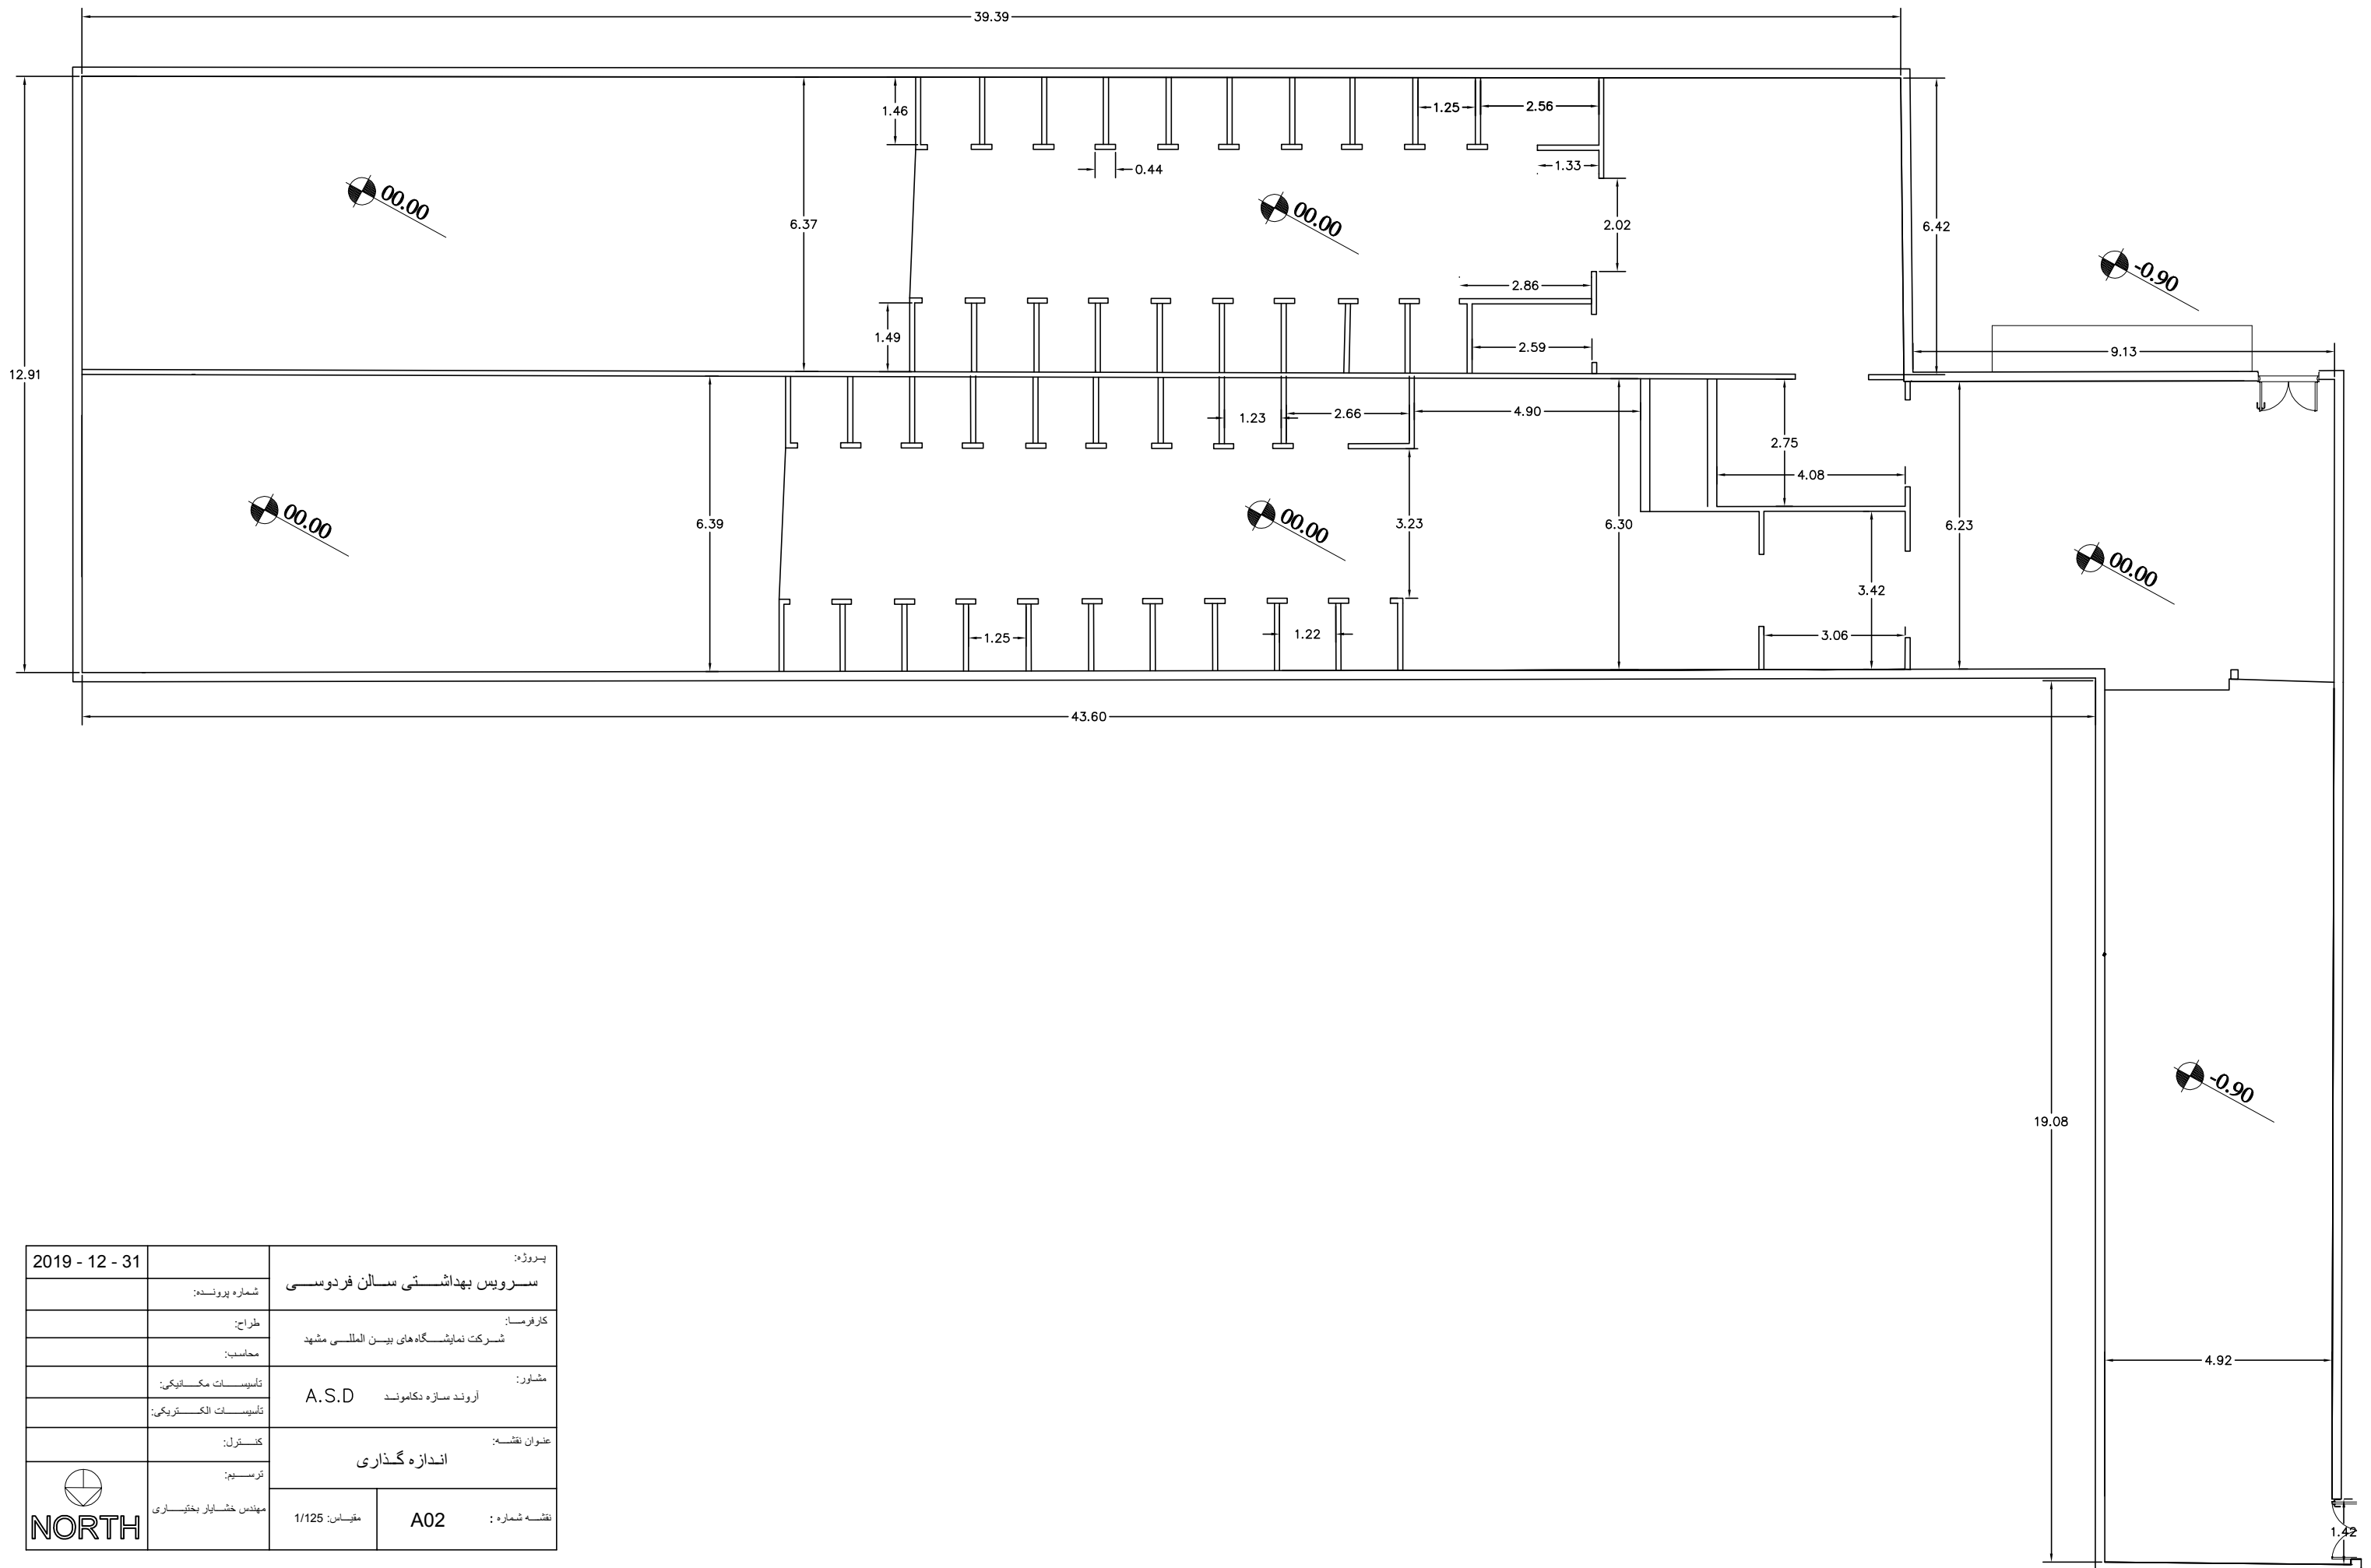 39.39
1.46
1.25
2.56
0.44
1.33
00.00
00.00
6.37
2.02
6.42
-0.90
2.86
1.49
2.59
9.13
12.91
1.23
2.66
4.90
2.75
4.08
00.00
00.00
6.39
3.23
6.30
6.23
00.00
3.42
1.25
1.22
3.06
43.60
-0.90
19.08
4.92
1.42
پروژه:
سرویس بهداشتی سالن فردوسی
2019 - 12 - 31
شماره پرونده:
کارفرما:
شرکت نمایشگاه های بین المللی مشهد
طراح:
محاسب:
مشاور:
آروند سازه دکاموند A.S.D
تأسیسات مکانیکی:
تأسیسات الکتریکی:
عنوان نقشه:
اندازه گذاری
کنترل:
ترسیم:
مهندس خشایار بختیاری
نقشه شماره : A02
مقیاس: 1/125
NORTH